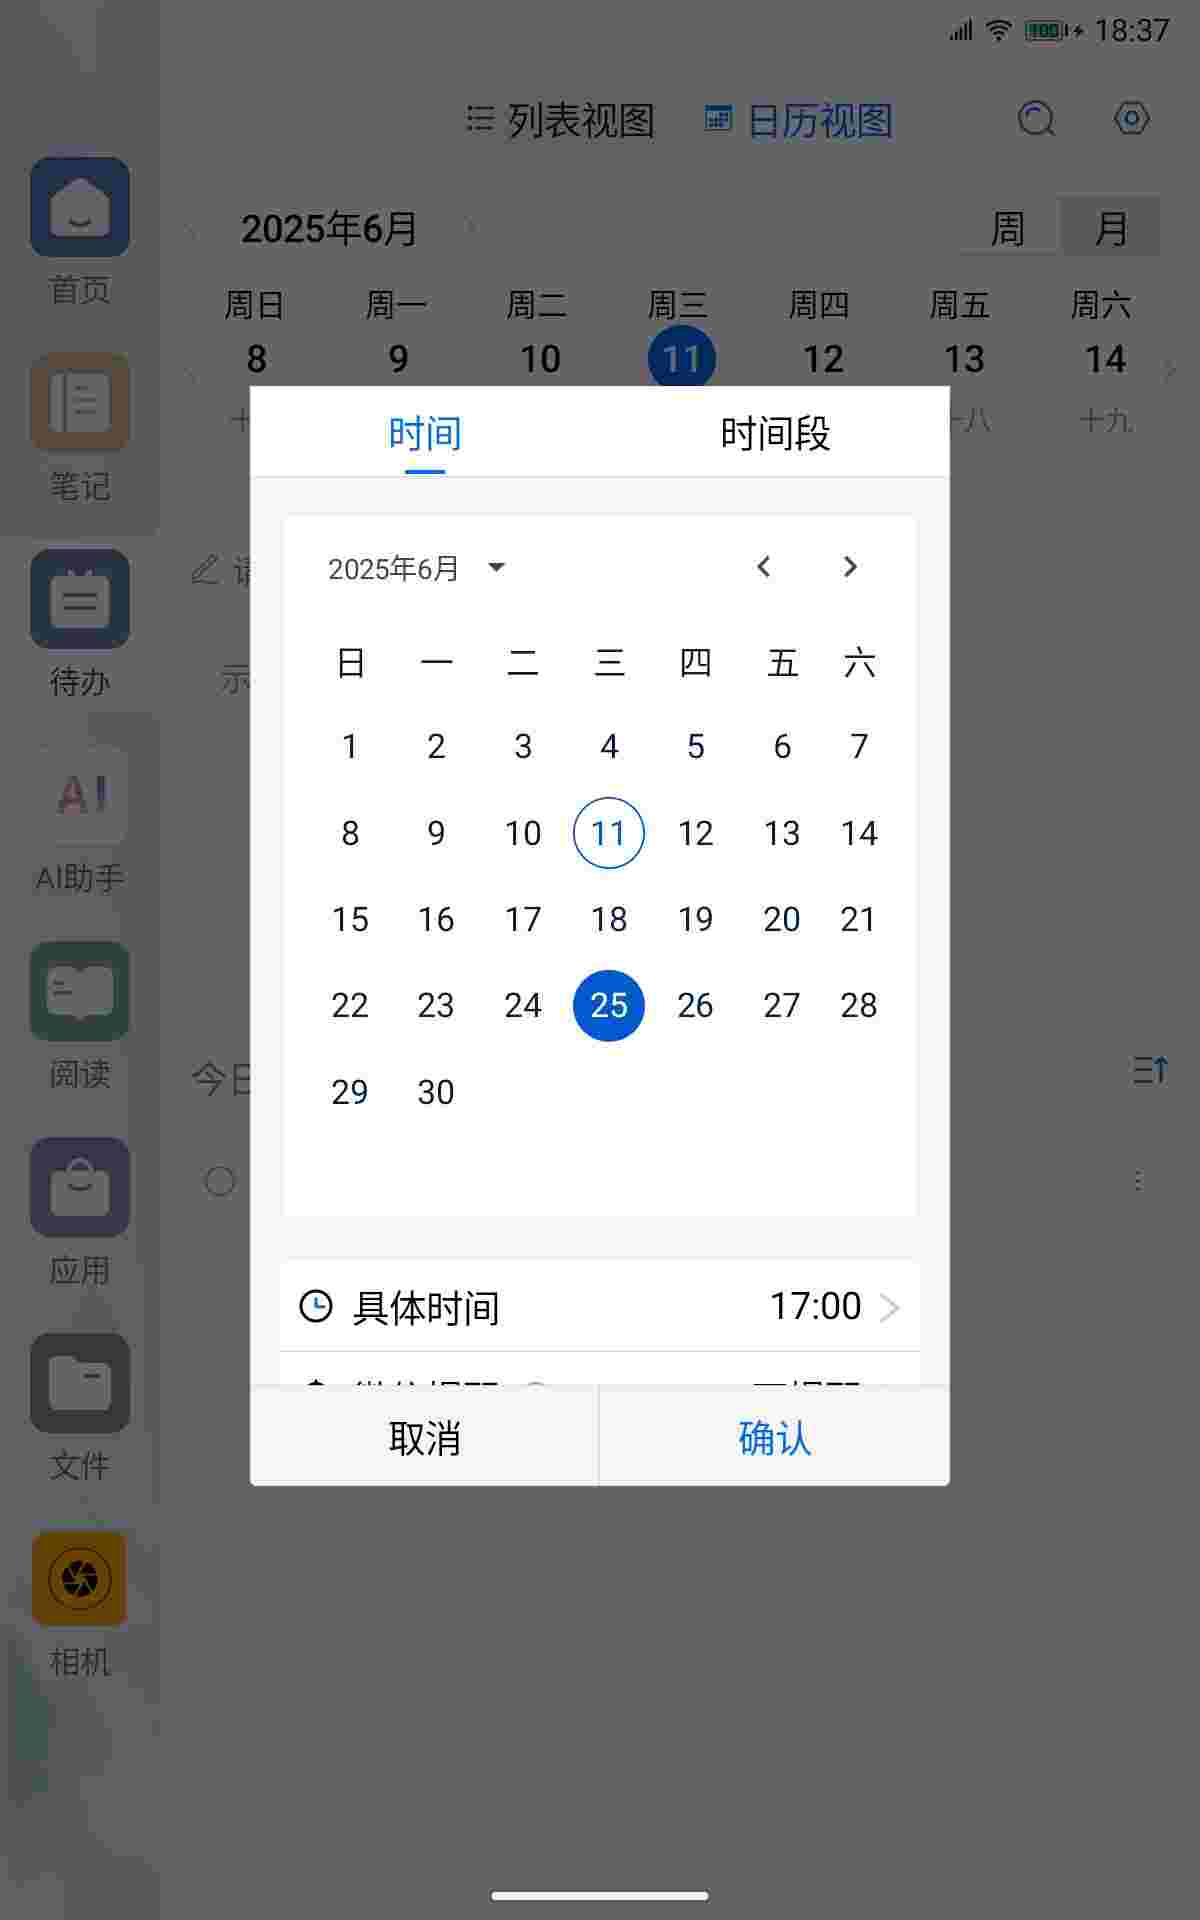 100 18:37
列表视图 日历视图
2025年6月 周 月
周日 周一 周二 周三 周四 周五 周六
8 9 10 11 12 13 14
十八 十九
时间 时间段
2025年6月
日 一 二 三 四 五 六
1 2 3 4 5 6 7
8 9 10 11 12 13 14
15 16 17 18 19 20 21
22 23 24 25 26 27 28
29 30
具体时间 17:00
取消 确认
示
今日
首页
笔记
待办
AI
AI助手
阅读
应用
文件
相机